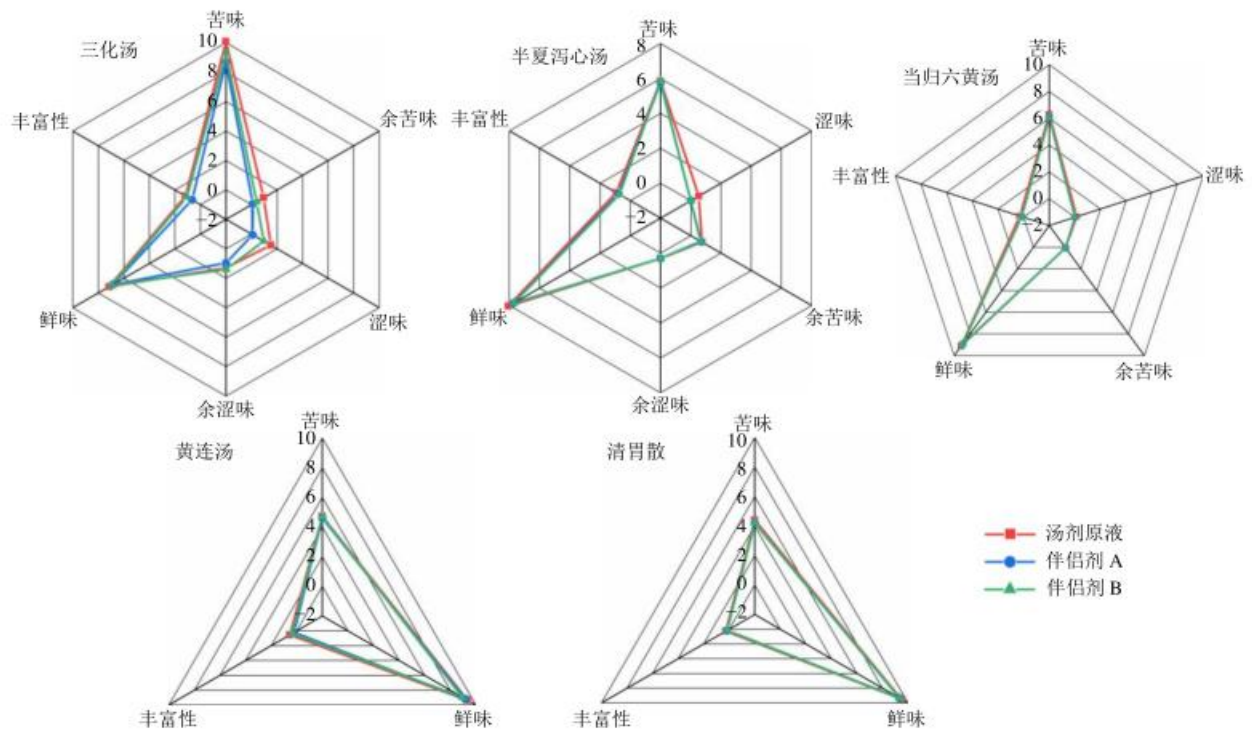 三化汤
苦味
10
8
6
4
2
0
-2
丰富性
余苦味
鲜味
涩味
余涩味
半夏泻心汤
苦味
8
6
4
2
0
-2
丰富性
涩味
鲜味
余苦味
余涩味
当归六黄汤
苦味
10
8
6
4
2
0
-2
丰富性
涩味
鲜味
余苦味
黄连汤
苦味
10
8
6
4
2
0
-2
丰富性
鲜味
清胃散
苦味
10
8
6
4
2
0
-2
丰富性
鲜味
汤剂原液
伴侣剂 A
伴侣剂 B